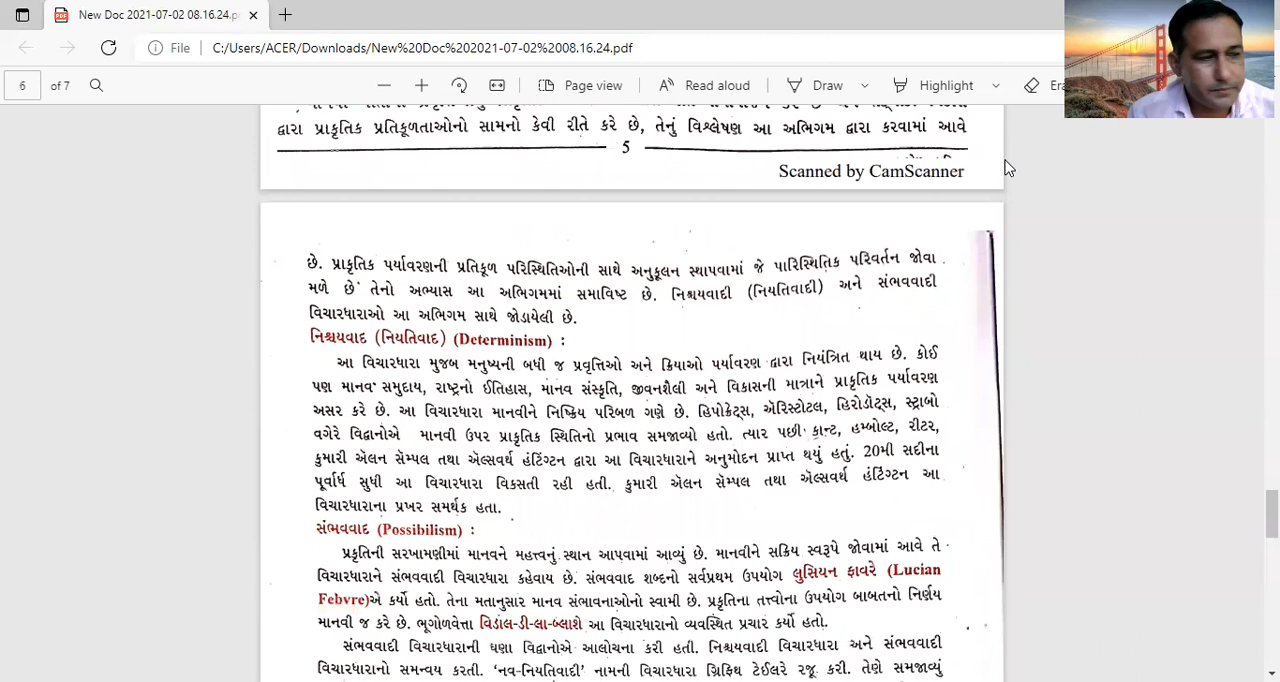 New Doc 2021-07-02 08.16.24.p
File C:/Users/ACER/Downloads/New%20Doc%202021-07-02%2008.16.24.pdf
6 of 7 Page view Read aloud Draw Highlight Era
દ્વારા પ્રાકૃતિક પ્રતિકૂળતાઓનો સામનો કેવી રીતે કરે છે, તેનું વિશ્લેષણ આ અભિગમ દ્વારા કરવામાં આવે
5
Scanned by CamScanner
છે. પ્રાકૃતિક પર્યાવરણની પ્રતિકૂળ પરિસ્થિતિઓની સાથે અનુકૂલન સ્થાપવામાં જે પારિસ્થિતિક પરિવર્તન જોવા
મળે છે તેનો અભ્યાસ આ અભિગમમાં સમાવિષ્ટ છે. નિશ્ચયવાદી (નિયતિવાદી) અને સંભવવાદી
વિચારધારાઓ આ અભિગમ સાથે જોડાયેલી છે.
નિશ્ચયવાદ (નિયતિવાદ) (Determinism) :
આ વિચારધારા મુજબ મનુષ્યની બધી જ પ્રવૃત્તિઓ અને ક્રિયાઓ પર્યાવરણ દ્વારા નિયંત્રિત થાય છે. કોઈ
પણ માનવ સમુદાય, રાષ્ટ્રનો ઈતિહાસ, માનવ સંસ્કૃતિ, જીવનશૈલી અને વિકાસની માત્રાને પ્રાકૃતિક પર્યાવરણ
અસર કરે છે. આ વિચારધારા માનવીને નિષ્ક્રિય પરિબળ ગણે છે. હિપોક્રેટ્સ, ઍરિસ્ટોટલ, હિરોડૉટ્સ, સ્ટ્રાબો
વગેરે વિદ્વાનોએ માનવી ઉપર પ્રાકૃતિક સ્થિતિનો પ્રભાવ સમજાવ્યો હતો. ત્યાર પછી કાન્ટ, હમ્બોલ્ટ, રીટર,
કુમારી ઍલન સૅમ્પલ તથા ઍલ્સવર્થ હંટિંગ્ટન દ્વારા આ વિચારધારાને અનુમોદન પ્રાપ્ત થયું હતું. 20મી સદીના
પૂર્વાર્ધ સુધી આ વિચારધારા વિકસતી રહી હતી. કુમારી ઍલન સૅમ્પલ તથા ઍલ્સવર્થ હંટિંગ્ટન આ
વિચારધારાના પ્રખર સમર્થક હતા.
સંભવવાદ (Possibilism) :
પ્રકૃતિની સરખામણીમાં માનવને મહત્ત્વનું સ્થાન આપવામાં આવ્યું છે. માનવીને સક્રિય સ્વરૂપે જોવામાં આવે તે
વિચારધારાને સંભવવાદી વિચારધારા કહેવાય છે. સંભવવાદ શબ્દનો સર્વપ્રથમ ઉપયોગ લુસિયન ફાવરે (Lucian
Febvre)એ કર્યો હતો. તેના મતાનુસાર માનવ સંભાવનાઓનો સ્વામી છે. પ્રકૃતિના તત્ત્વોના ઉપયોગ બાબતનો નિર્ણય
માનવી જ કરે છે. ભૂગોળવેત્તા વિડાલ-ડી-લા-બ્લાશે આ વિચારધારાનો વ્યવસ્થિત પ્રચાર કર્યો હતો.
સંભવવાદી વિચારધારાની ઘણા વિદ્વાનોએ આલોચના કરી હતી. નિશ્ચયવાદી વિચારધારા અને સંભવવાદી
વિચારધારાનો સમન્વય કરતી. ‘નવ-નિયતિવાદી’ નામની વિચારધારા ગ્રિફિથ ટેઈલરે રજૂ કરી. તેણે સમજાવ્યું